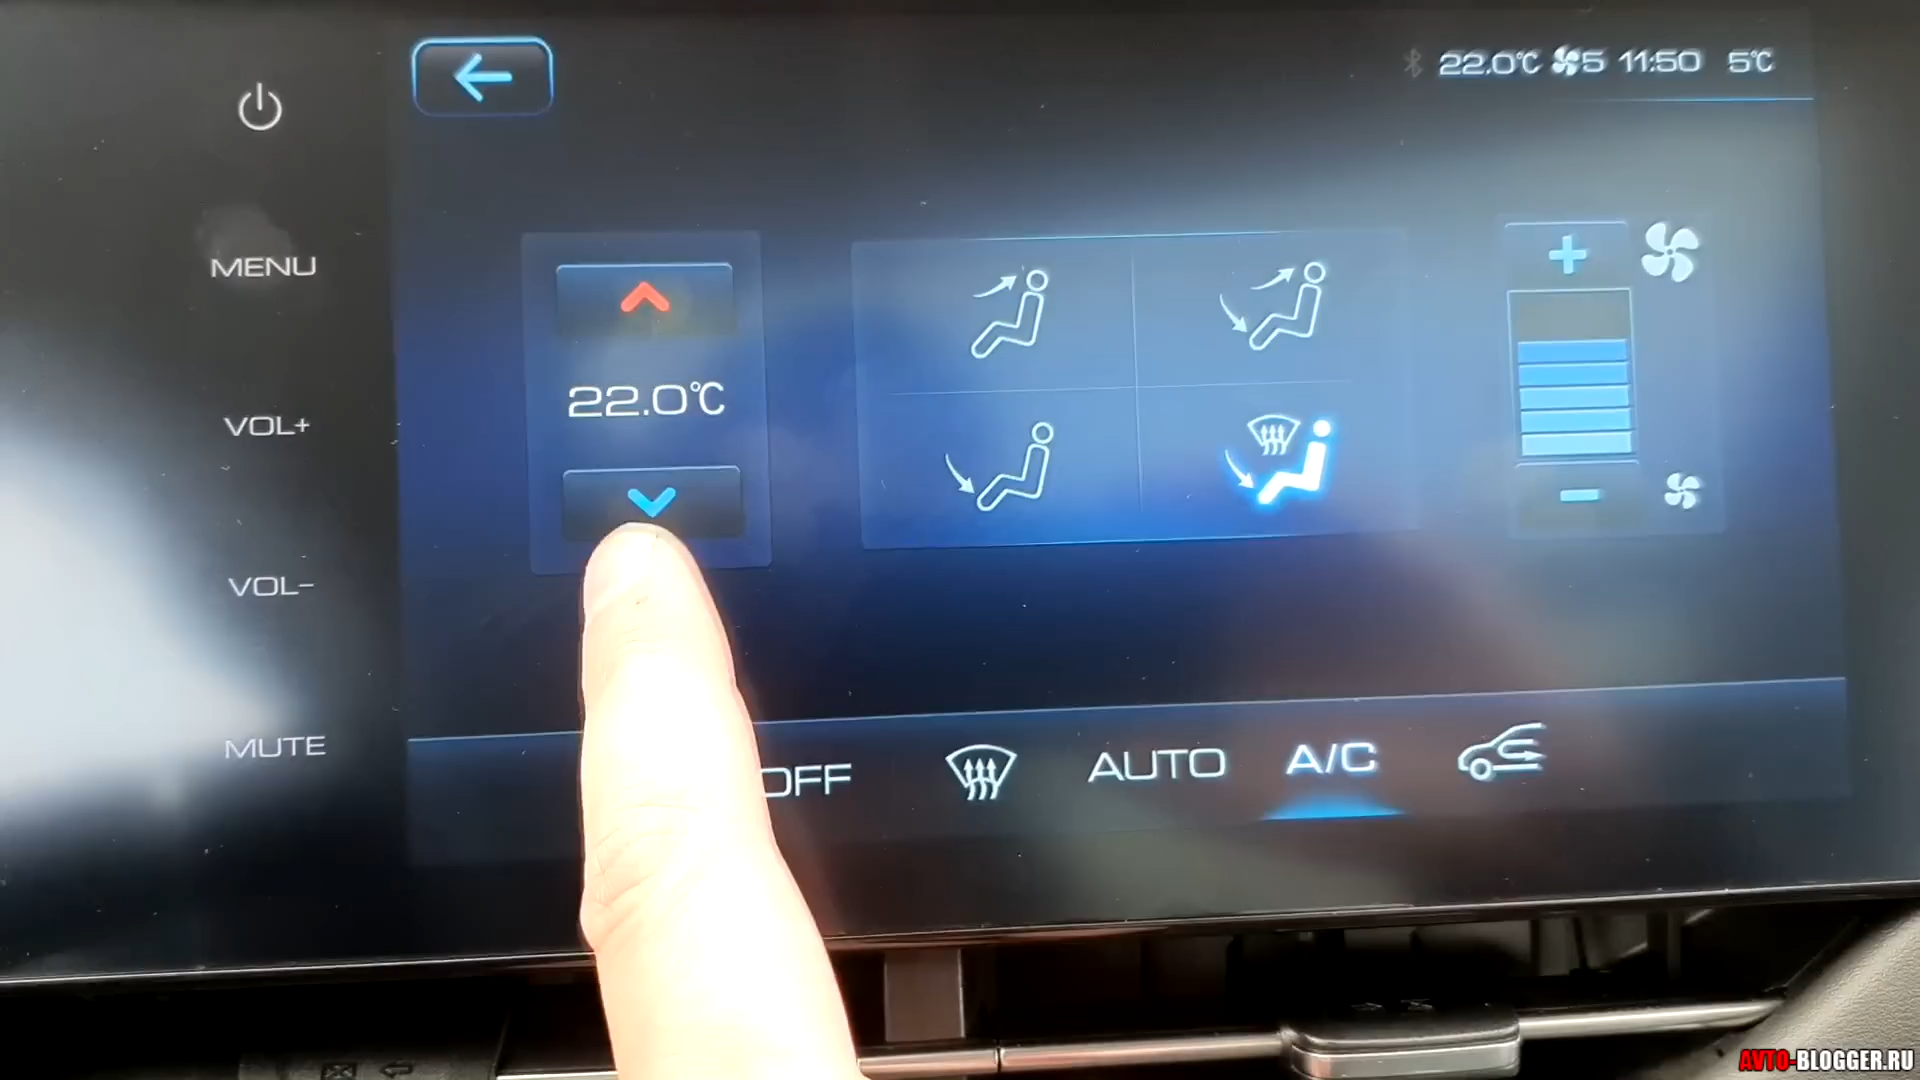 22.0℃ 5 11:50 5℃
MENU
22.0℃
VOL+
VOL-
MUTE
OFF
AUTO
A/C
AVTO-BLOGGER.RU